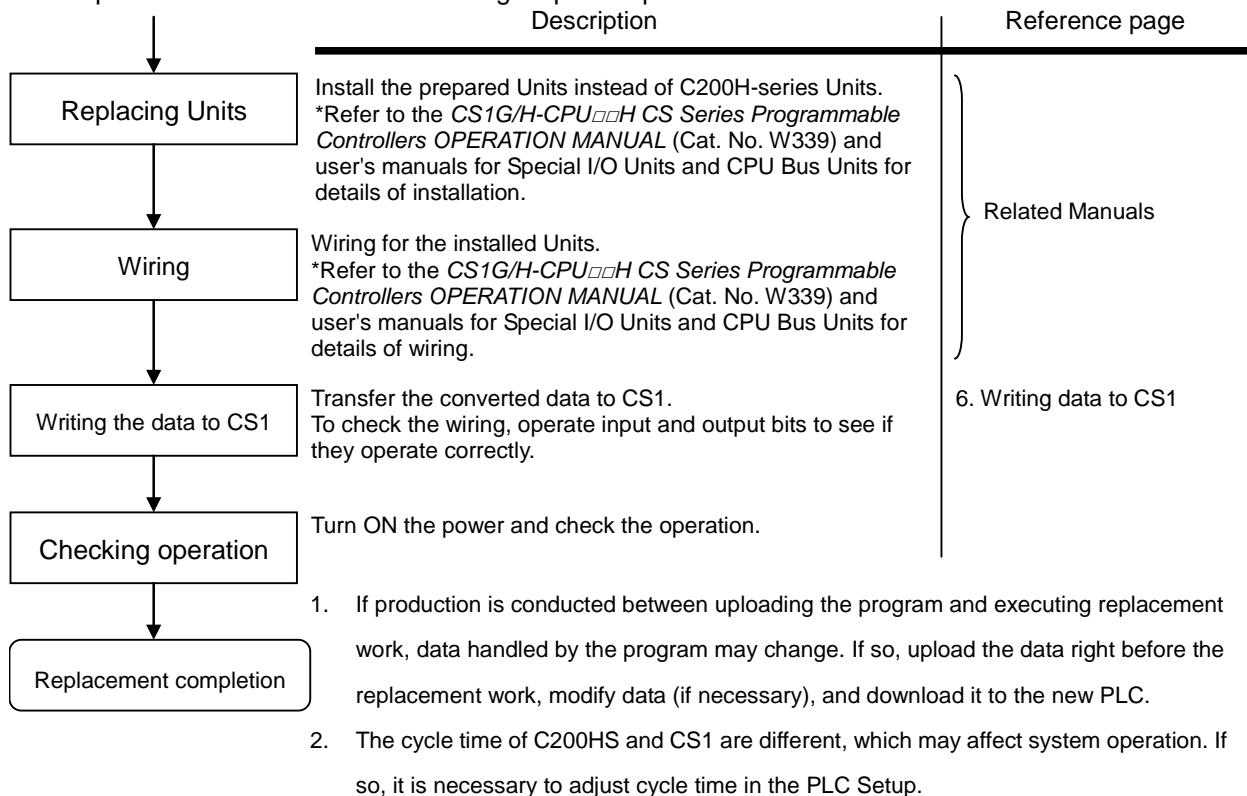 Description
Reference page
Replacing Units
Install the prepared Units instead of C200H-series Units.
*Refer to the CS1G/H-CPU□□H CS Series Programmable
Controllers OPERATION MANUAL (Cat. No. W339) and
user's manuals for Special I/O Units and CPU Bus Units for
details of installation.
Related Manuals
Wiring
Wiring for the installed Units.
*Refer to the CS1G/H-CPU□□H CS Series Programmable
Controllers OPERATION MANUAL (Cat. No. W339) and
user's manuals for Special I/O Units and CPU Bus Units for
details of wiring.
Writing the data to CS1
Transfer the converted data to CS1.
To check the wiring, operate input and output bits to see if
they operate correctly.
6. Writing data to CS1
Checking operation
Turn ON the power and check the operation.
Replacement completion
1. If production is conducted between uploading the program and executing replacement
work, data handled by the program may change. If so, upload the data right before the
replacement work, modify data (if necessary), and download it to the new PLC.
2. The cycle time of C200HS and CS1 are different, which may affect system operation. If
so, it is necessary to adjust cycle time in the PLC Setup.